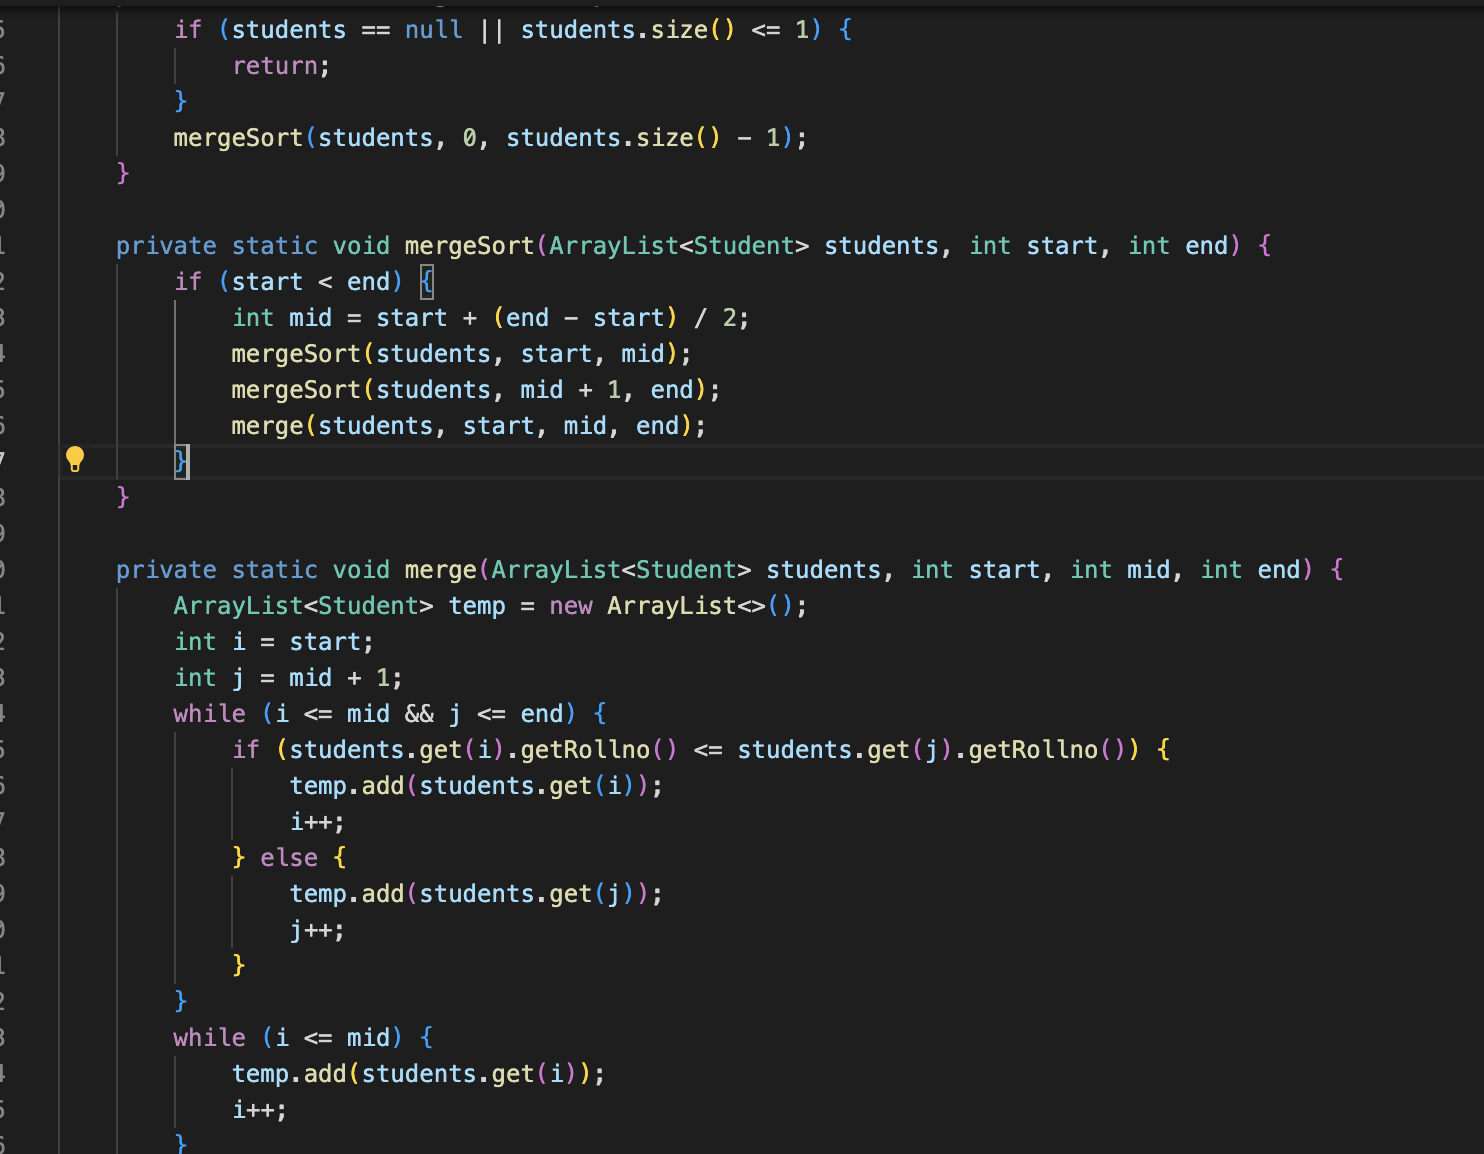 if (students == null || students.size() <= 1) {
return;
}
mergeSort(students, 0, students.size() - 1);
}
private static void mergeSort(ArrayList<Student> students, int start, int end) {
if (start < end) {
int mid = start + (end - start) / 2;
mergeSort(students, start, mid);
mergeSort(students, mid + 1, end);
merge(students, start, mid, end);
}
}
private static void merge(ArrayList<Student> students, int start, int mid, int end) {
ArrayList<Student> temp = new ArrayList<>();
int i = start;
int j = mid + 1;
while (i <= mid && j <= end) {
if (students.get(i).getRollno() <= students.get(j).getRollno()) {
temp.add(students.get(i));
i++;
} else {
temp.add(students.get(j));
j++;
}
}
while (i <= mid) {
temp.add(students.get(i));
i++;
}